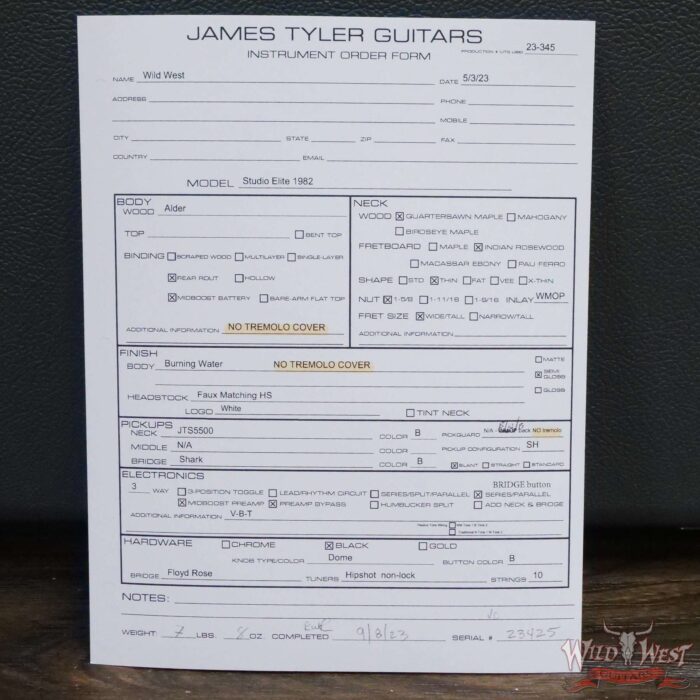 JAMES TYLER GUITARS
INSTRUMENT ORDER FORM
23-345
NAME Wild West DATE 5/3/23
ADDRESS PHONE
MOBILE
CITY STATE ZIP FAX
COUNTRY EMAIL
MODEL Studio Elite 1982
BODY
WOOD Alder
TOP BENT TOP
BINDING SCRAPED WOOD MULTILAYER SINGLE-LAYER
REAR ROUT HOLLOW
MIDBOOST BATTERY BARE-ARM FLAT TOP
ADDITIONAL INFORMATION NO TREMOLO COVER
NECK
WOOD QUARTERSAWN MAPLE MAHOGANY
BIRDSEYE MAPLE
FRETBOARD MAPLE INDIAN ROSEWOOD
MACASSAR EBONY PAU FERRO
SHAPE STD THIN FAT VEE X-THIN
NUT 1-5/8 1-11/16 1-9/16 INLAY WMOP
FRET SIZE WIDE/TALL NARROW/TALL
ADDITIONAL INFORMATION
FINISH
BODY Burning Water NO TREMOLO COVER
MATTE
SEMI GLOSS
GLOSS
HEADSTOCK Faux Matching HS
LOGO White TINT NECK
PICKUPS
NECK JTS5500 COLOR B PICKGUARD N/A back NO tremolo
MIDDLE N/A PICKUP CONFIGURATION SH
BRIDGE Shark COLOR B SLANT STRAIGHT STANDARD
ELECTRONICS
BRIDGE button
3 WAY 3-POSITION TOGGLE LEAD/RHYTHM CIRCUIT SERIES/SPLIT/PARALLEL SERIES/PARALLEL
MIDBOOST PREAMP PREAMP BYPASS HUMBUCKER SPLIT ADD NECK & BRIDGE
ADDITIONAL INFORMATION V-B-T
HARDWARE CHROME BLACK GOLD
KNOB TYPE/COLOR Dome BUTTON COLOR B
BRIDGE Floyd Rose TUNERS Hipshot non-lock STRINGS 10
NOTES:
WEIGHT: 7 LBS. 8 OZ COMPLETED 9/8/23 SERIAL # 23425
WILD WEST
GUITARS